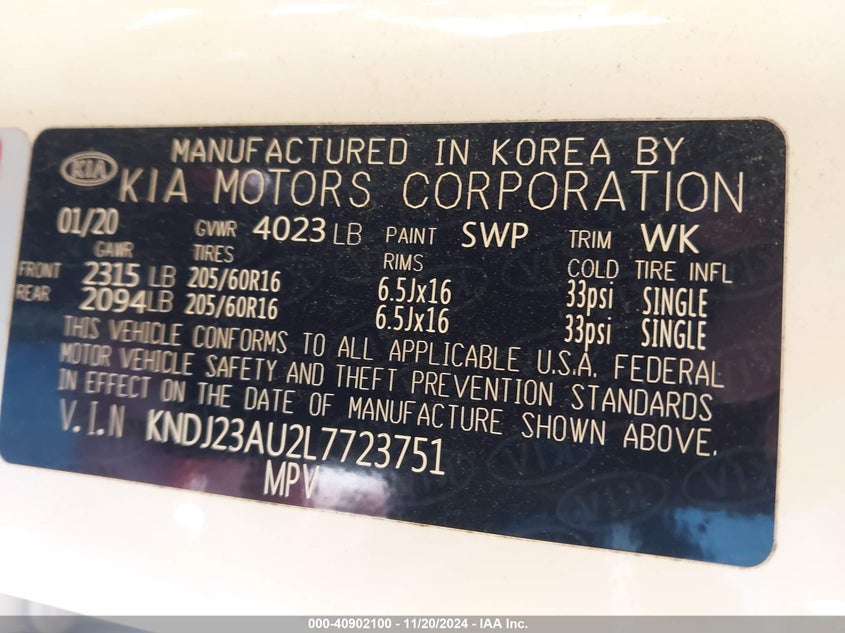 KIA MANUFACTURED IN KOREA BY
KIA MOTORS CORPORATION
01/20 GVWR 4023 LB PAINT SWP TRIM WK
GAWR TIRES RIMS COLD TIRE INFL
FRONT 2315 LB 205/60R16 6.5Jx16 33psi SINGLE
REAR 2094LB 205/60R16 6.5Jx16 33psi SINGLE
THIS VEHICLE CONFORMS TO ALL APPLICABLE U.S.A. FEDERAL
MOTOR VEHICLE SAFETY AND THEFT PREVENTION STANDARDS
IN EFFECT ON THE DATE OF MANUFACTURE SHOWN ABOVE.
V.I.N KNDJ23AU2L7723751
MPV
000-40902100 - 11/20/2024 - IAA Inc.